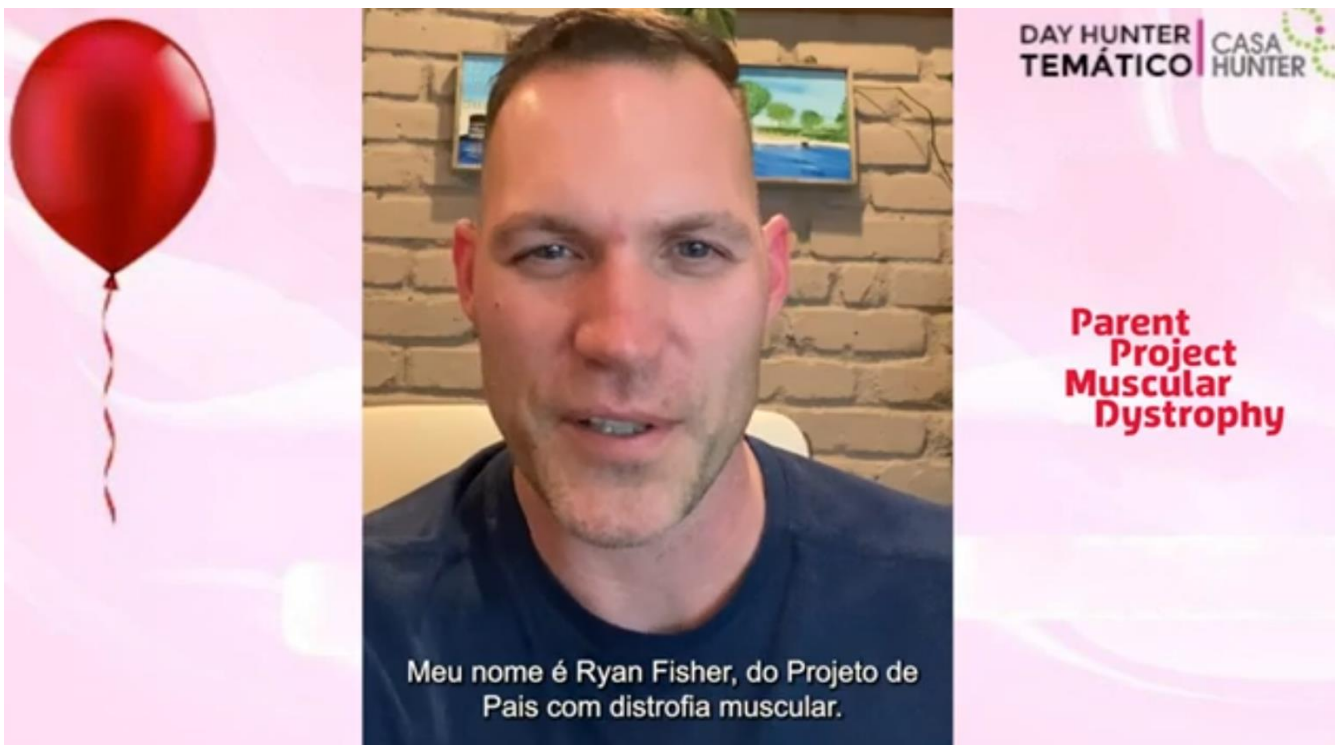 DAY HUNTER
TEMÁTICO
CASA
HUNTER
Parent
Project
Muscular
Dystrophy
Meu nome é Ryan Fisher, do Projeto de
Pais com distrofia muscular.